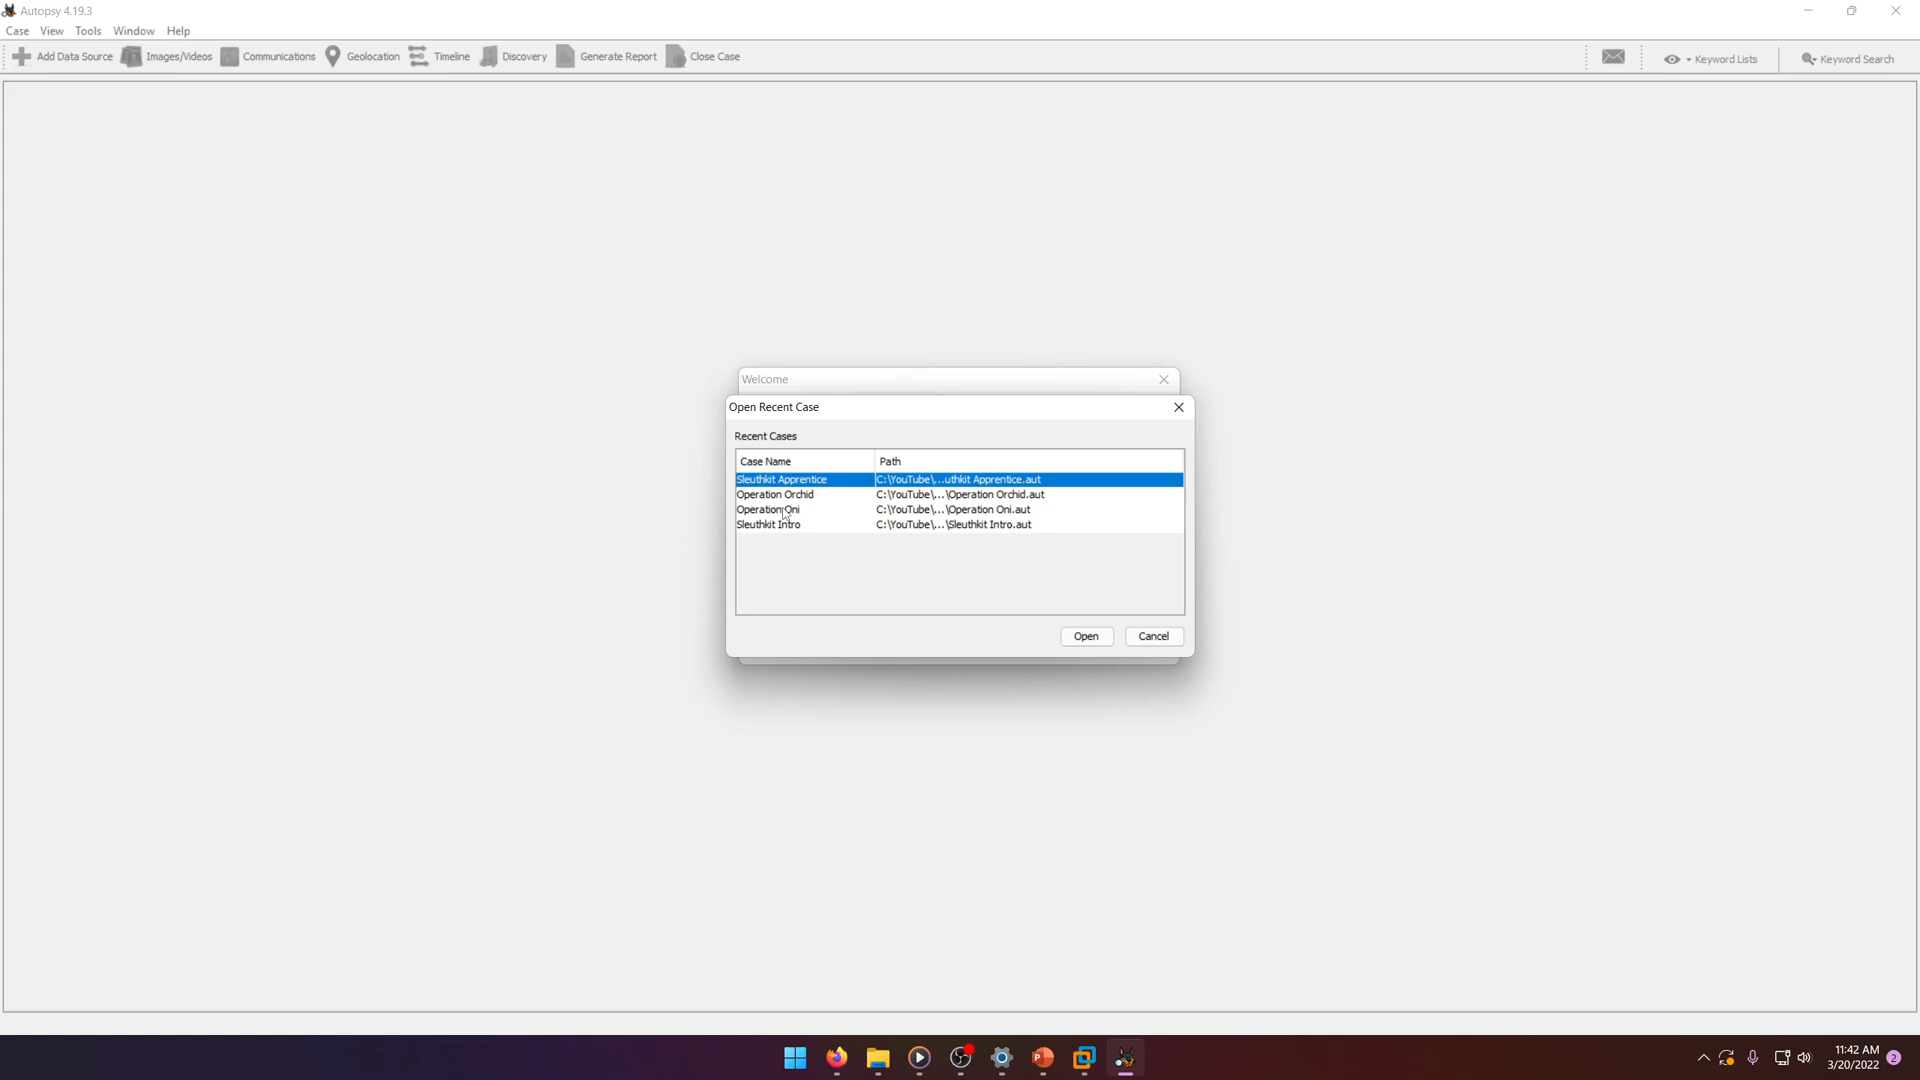 Autopsy 4.19.3
Case View Tools Window Help
Add Data Source Images/Videos Communications Geolocation Timeline Discovery Generate Report Close Case Keyword Lists Keyword Search
Welcome
Open Recent Case
Recent Cases
Case Name Path
Sleuthkit Apprentice C:\YouTube\...uthkit Apprentice.aut
Operation Orchid C:\YouTube\...\Operation Orchid.aut
Operation Oni C:\YouTube\...\Operation Oni.aut
Sleuthkit Intro C:\YouTube\...\Sleuthkit Intro.aut
Open Cancel
11:42 AM
3/20/2022 2